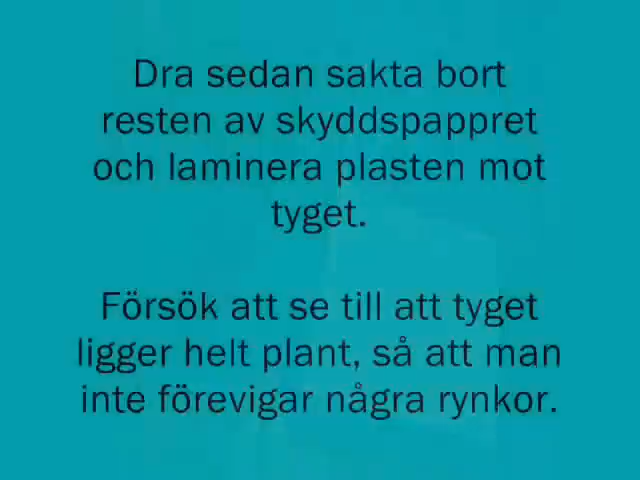 Dra sedan sakta bort
resten av skyddspappret
och laminera plasten mot
tyget.
Försök att se till att tyget
ligger helt plant, så att man
inte förevigar några rynkor.